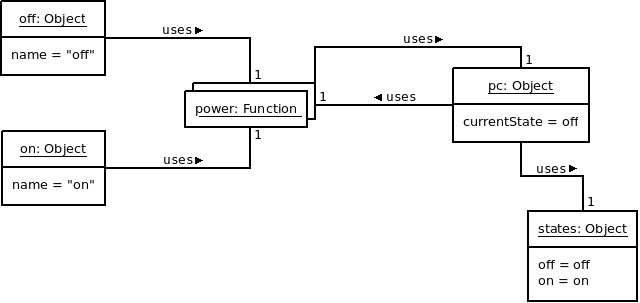 off: Object
name = "off"
uses►
uses►
1
1
power: Function
1
◄ uses
1
pc: Object
currentState = off
on: Object
name = "on"
uses►
uses►
1
states: Object
off = off
on = on